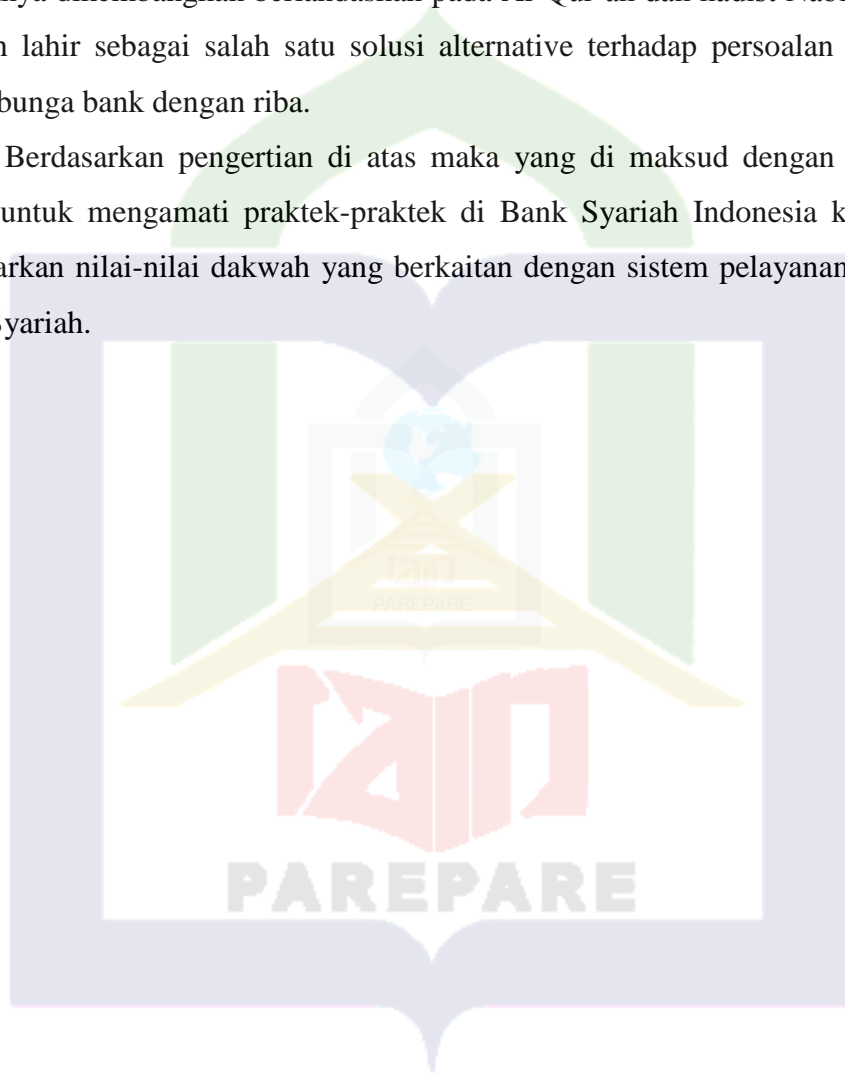 dikembangkan berlandaskan pada Al-Qur'an dan hadist Nabi
lahir sebagai salah satu solusi alternative terhadap persoalan
bunga bank dengan riba.
Berdasarkan pengertian di atas maka yang di maksud dengan
untuk mengamati praktek-praktek di Bank Syariah Indonesia k
arkan nilai-nilai dakwah yang berkaitan dengan sistem pelayanan
Syariah.
IAIN
PAREPARE
IAIN
PAREPARE